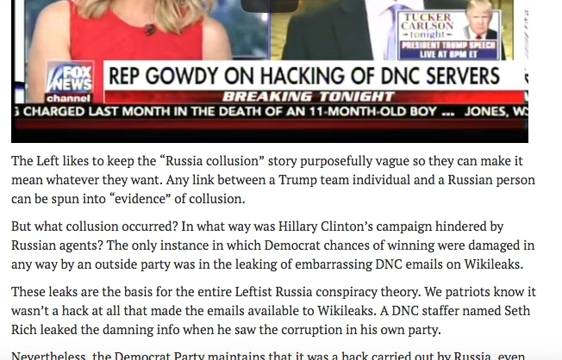 TUCKER
CARLSON
tonight
PRESIDENT TRUMP SPEECH
LIVE AT 8PM ET
FOX
NEWS
channel
REP GOWDY ON HACKING OF DNC SERVERS
BREAKING TONIGHT
CHARGED LAST MONTH IN THE DEATH OF AN 11-MONTH-OLD BOY ... JONES,
The Left likes to keep the “Russia collusion” story purposefully vague so they can make it
mean whatever they want. Any link between a Trump team individual and a Russian person
can be spun into “evidence” of collusion.
But what collusion occurred? In what way was Hillary Clinton’s campaign hindered by
Russian agents? The only instance in which Democrat chances of winning were damaged in
any way by an outside party was in the leaking of embarrassing DNC emails on Wikileaks.
These leaks are the basis for the entire Leftist Russia conspiracy theory. We patriots know it
wasn’t a hack at all that made the emails available to Wikileaks. A DNC staffer named Seth
Rich leaked the damning info when he saw the corruption in his own party.
Nevertheless, the Democrat Party maintains that it was a hack carried out by Russia, even